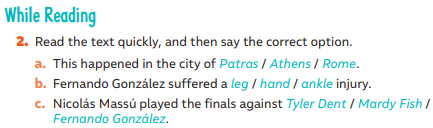 While Reading
2. Read the text quickly, and then say the correct option.
a. This happened in the city of Patras / Athens / Rome.
b. Fernando González suffered a leg / hand / ankle injury.
c. Nicolás Massú played the finals against Tyler Dent / Mardy Fish /
Fernando González.